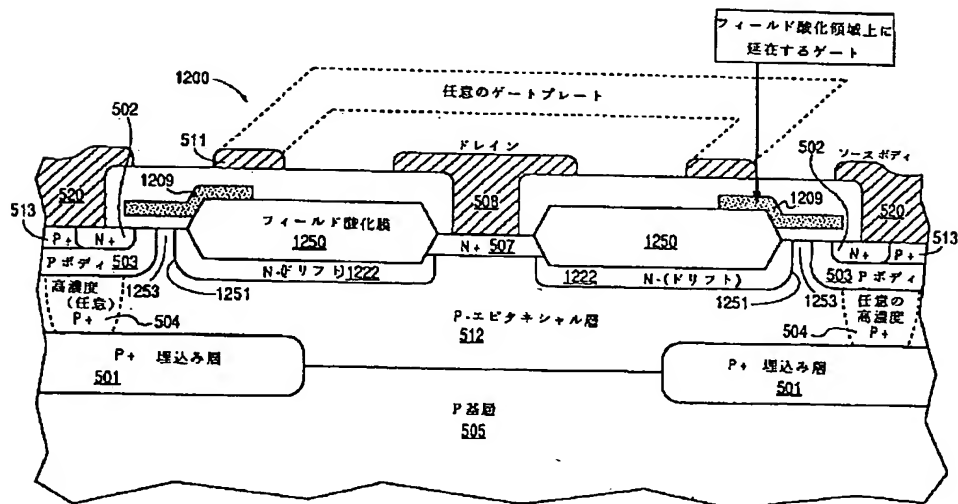 フィールド酸化領域上に
延在するゲート
1200
任意のゲートプレート
502
511
ドレイン
502
ソースボディ
520
1209
508
1209
520
513
P+
N+
フィールド酸化膜
1250
N+ 507
1250
N+
P+
513
Pボディ 503
N-(ドリフト) 1222
1222 N-(ドリフト)
503 Pボディ
高濃度
(任意)
P+
504
1253
1251
1251
1253
任意の
高濃度
P+
504
P-エピタキシャル層
512
P+ 埋込み層
501
P+ 埋込み層
501
P基層
505